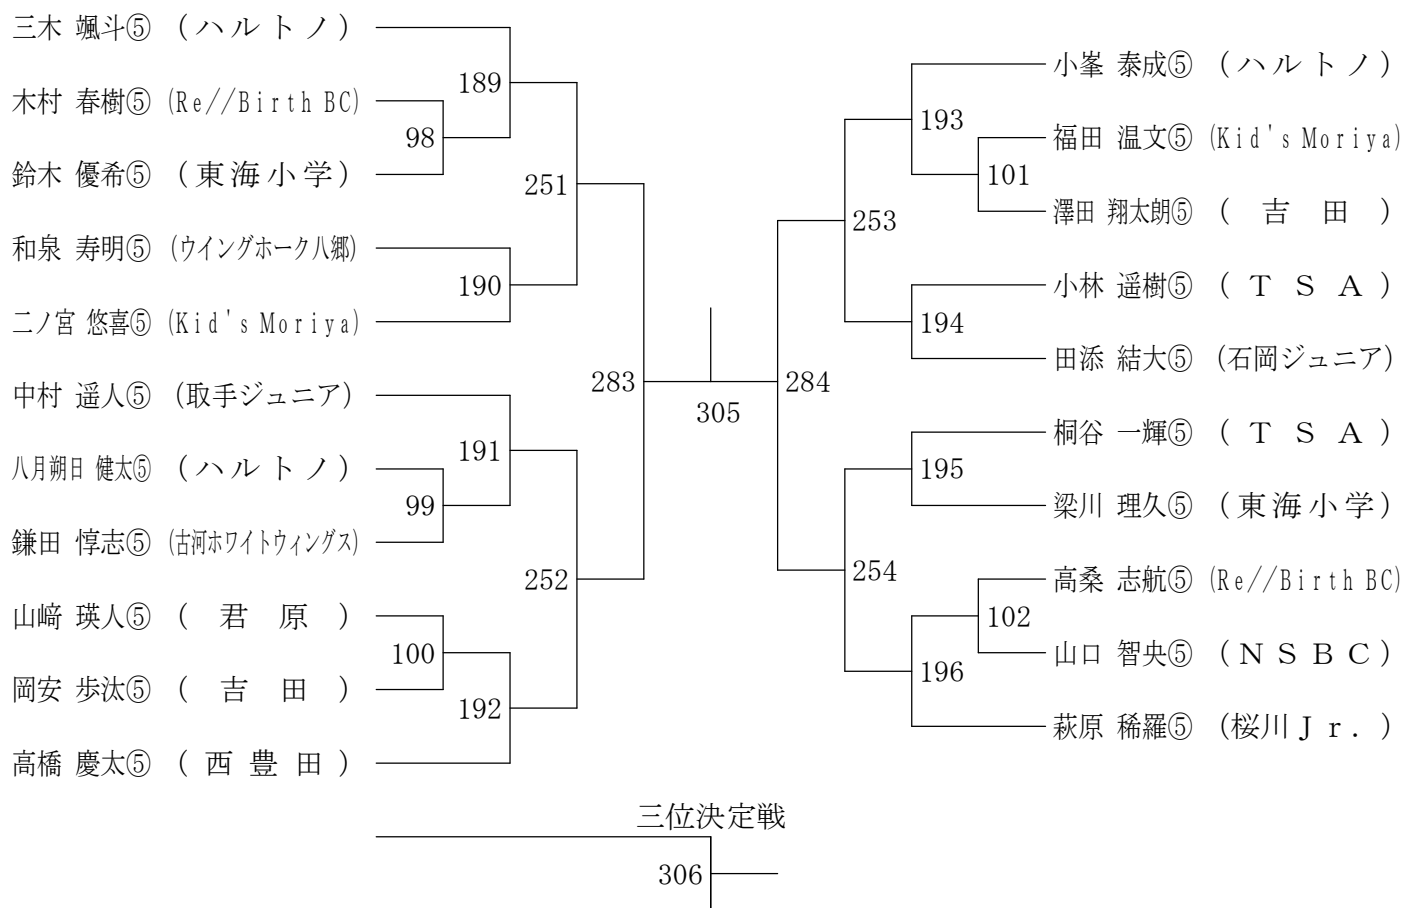 三木 颯斗⑤ (ハルトノ)
木村 春樹⑤ (Re//Birth BC)
鈴木 優希⑤ (東海小学)
和泉 寿明⑤ (ウイングホーク八郷)
二ノ宮 悠喜⑤ (Kid's Moriya)
中村 遥人⑤ (取手ジュニア)
八月朔日 健太⑤ (ハルトノ)
鎌田 惇志⑤ (古河ホワイトウィングス)
山﨑 瑛人⑤ (君原)
岡安 歩汰⑤ (吉田)
高橋 慶太⑤ (西豊田)
189
98
251
190
283
191
99
252
100
192
305
小峯 泰成⑤ (ハルトノ)
福田 温文⑤ (Kid's Moriya)
澤田 翔太朗⑤ (吉田)
小林 遥樹⑤ (TSA)
田添 結大⑤ (石岡ジュニア)
桐谷 一輝⑤ (TSA)
梁川 理久⑤ (東海小学)
高桑 志航⑤ (Re//Birth BC)
山口 智央⑤ (NSBC)
萩原 稀羅⑤ (桜川Jr.)
193
101
253
194
284
195
254
102
196
三位決定戦
306